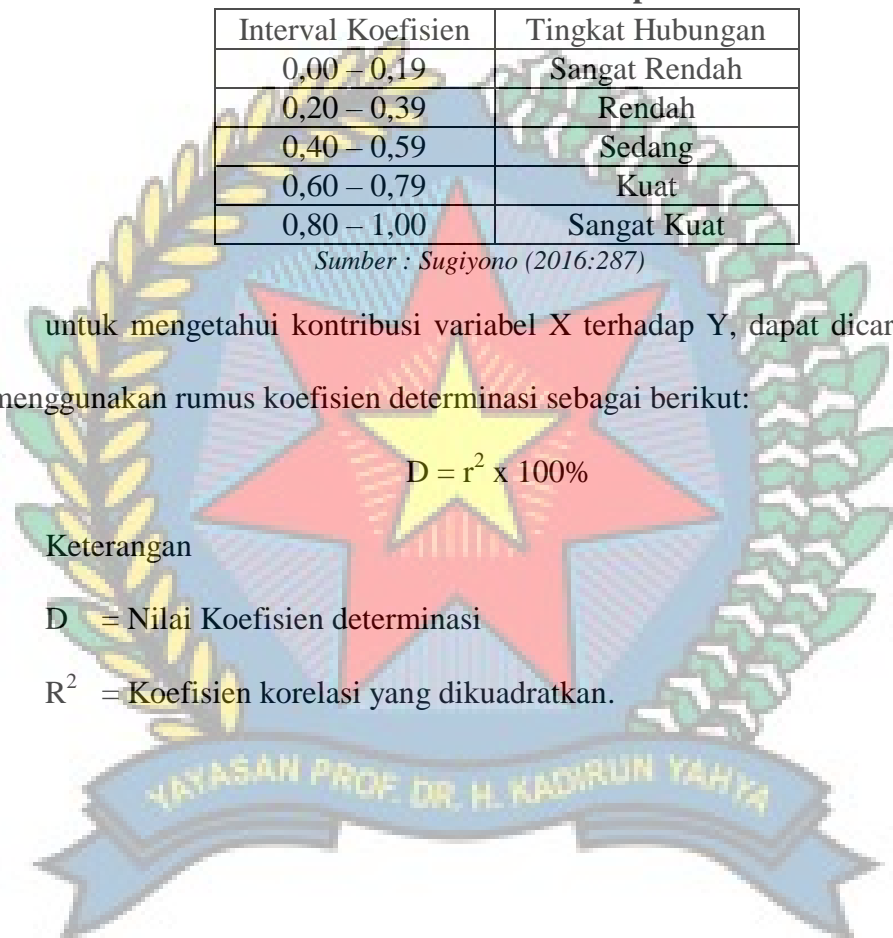 Interval Koefisien Tingkat Hubungan
0,00 – 0,19 Sangat Rendah
0,20 – 0,39 Rendah
0,40 – 0,59 Sedang
0,60 – 0,79 Kuat
0,80 – 1,00 Sangat Kuat
Sumber : Sugiyono (2016:287)
untuk mengetahui kontribusi variabel X terhadap Y, dapat dicar
menggunakan rumus koefisien determinasi sebagai berikut:
D = r² x 100%
Keterangan
D = Nilai Koefisien determinasi
R² = Koefisien korelasi yang dikuadratkan.
YAYASAN PROF. DR. H. KADIRUN YAHYA